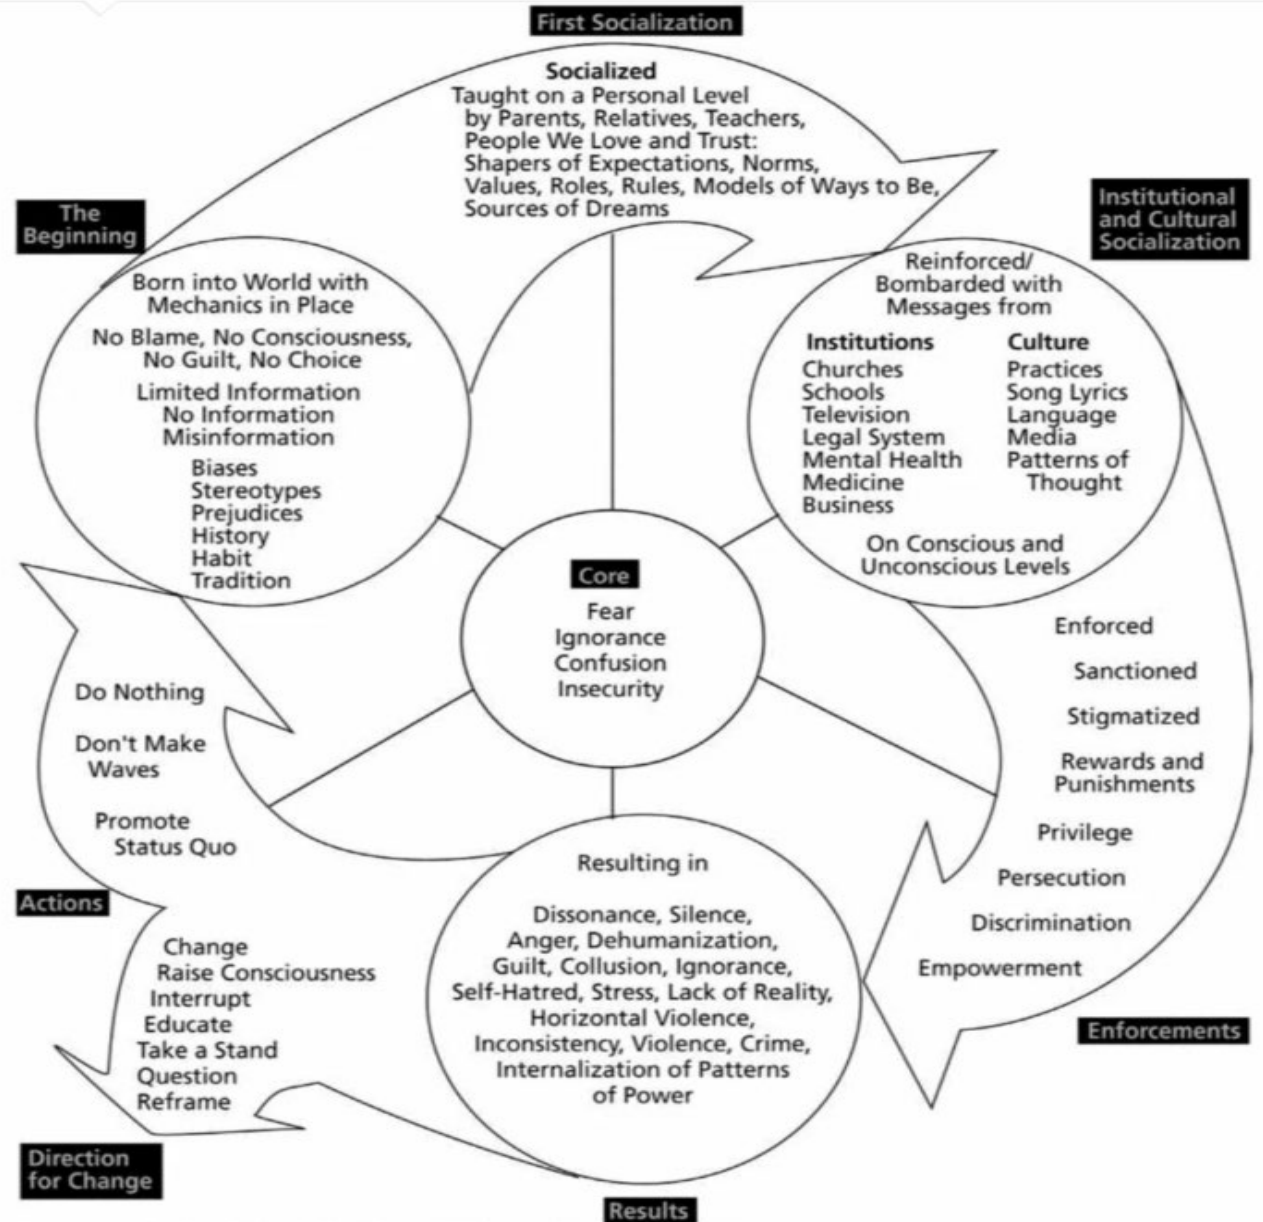 First Socialization
Socialized
Taught on a Personal Level
by Parents, Relatives, Teachers,
People We Love and Trust:
Shapers of Expectations, Norms,
Values, Roles, Rules, Models of Ways to Be,
Sources of Dreams
The
Beginning
Born into World with
Mechanics in Place
No Blame, No Consciousness,
No Guilt, No Choice
Limited Information
No Information
Misinformation
Biases
Stereotypes
Prejudices
History
Habit
Tradition
Institutional
and Cultural
Socialization
Reinforced/
Bombarded with
Messages from
Institutions
Churches
Schools
Television
Legal System
Mental Health
Medicine
Business
Culture
Practices
Song Lyrics
Language
Media
Patterns of
Thought
On Conscious and
Unconscious Levels
Core
Fear
Ignorance
Confusion
Insecurity
Enforced
Sanctioned
Stigmatized
Rewards and
Punishments
Privilege
Persecution
Discrimination
Empowerment
Enforcements
Resulting in
Dissonance, Silence,
Anger, Dehumanization,
Guilt, Collusion, Ignorance,
Self-Hatred, Stress, Lack of Reality,
Horizontal Violence,
Inconsistency, Violence, Crime,
Internalization of Patterns
of Power
Results
Do Nothing
Don't Make
Waves
Promote
Status Quo
Actions
Change
Raise Consciousness
Interrupt
Educate
Take a Stand
Question
Reframe
Direction
for Change